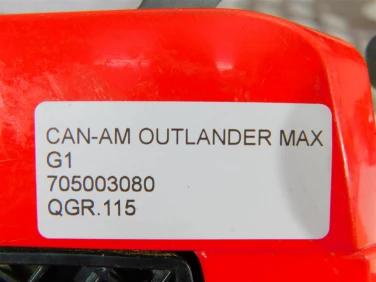 CAN-AM OUTLANDER MAX
G1
705003080
QGR.115